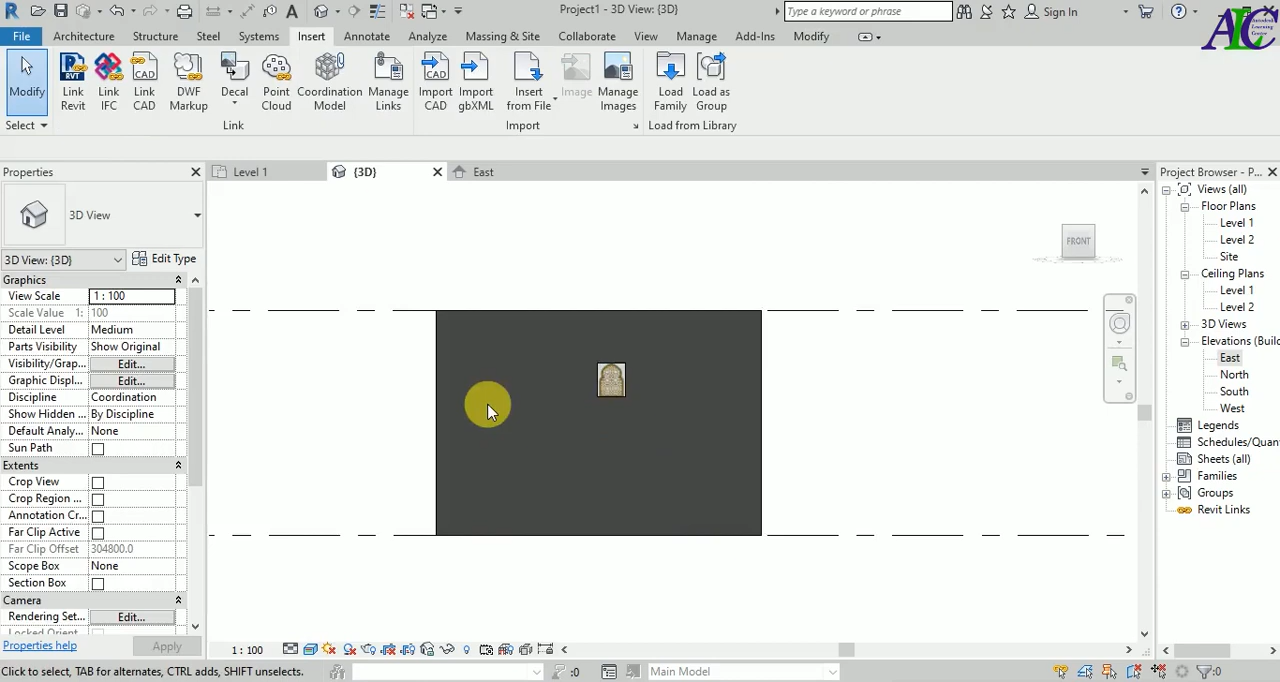 Project1 - 3D View: {3D}
Type a keyword or phrase
Sign In
ALC
File
Architecture
Structure
Steel
Systems
Insert
Annotate
Analyze
Massing & Site
Collaborate
View
Manage
Add-Ins
Modify
Modify
Link
Revit
Link
IFC
Link
CAD
DWF
Markup
Decal
Point
Cloud
Coordination
Model
Manage
Links
Import
CAD
Import
gbXML
Insert
from File
Image
Manage
Images
Load
Family
Load as
Group
Select
Link
Import
Load from Library
Properties
Level 1
{3D}
East
Project Browser - P...
3D View
3D View: {3D}
Edit Type
Graphics
View Scale 1 : 100
Scale Value 1: 100
Detail Level Medium
Parts Visibility Show Original
Visibility/Grap... Edit...
Graphic Displ... Edit...
Discipline Coordination
Show Hidden ... By Discipline
Default Analy... None
Sun Path
Extents
Crop View
Crop Region ...
Annotation Cr...
Far Clip Active
Far Clip Offset 304800.0
Scope Box None
Section Box
Camera
Rendering Set... Edit...
Properties help
Apply
FRONT
Views (all)
Floor Plans
Level 1
Level 2
Site
Ceiling Plans
Level 1
Level 2
3D Views
Elevations (Builc
East
North
South
West
Legends
Schedules/Quan
Sheets (all)
Families
Groups
Revit Links
1 : 100
Click to select, TAB for alternates, CTRL adds, SHIFT unselects.
:0
Main Model
:0